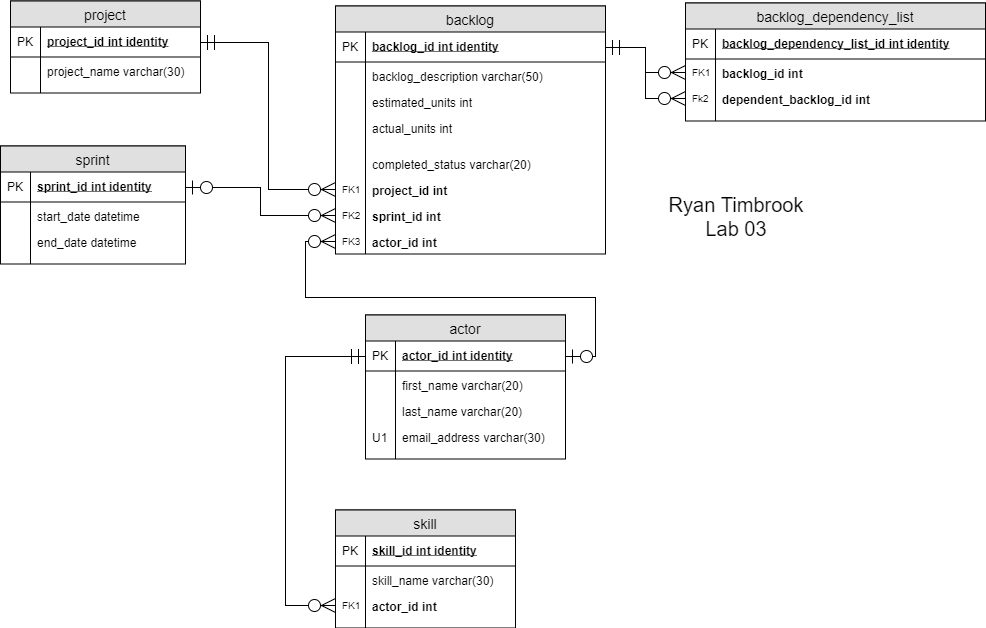 project
PK project_id int identity
project_name varchar(30)
backlog
PK backlog_id int identity
backlog_description varchar(50)
estimated_units int
actual_units int
completed_status varchar(20)
FK1 project_id int
FK2 sprint_id int
FK3 actor_id int
backlog_dependency_list
PK backlog_dependency_list_id int identity
FK1 backlog_id int
Fk2 dependent_backlog_id int
sprint
PK sprint_id int identity
start_date datetime
end_date datetime
Ryan Timbrook
Lab 03
actor
PK actor_id int identity
first_name varchar(20)
last_name varchar(20)
U1 email_address varchar(30)
skill
PK skill_id int identity
skill_name varchar(30)
FK1 actor_id int